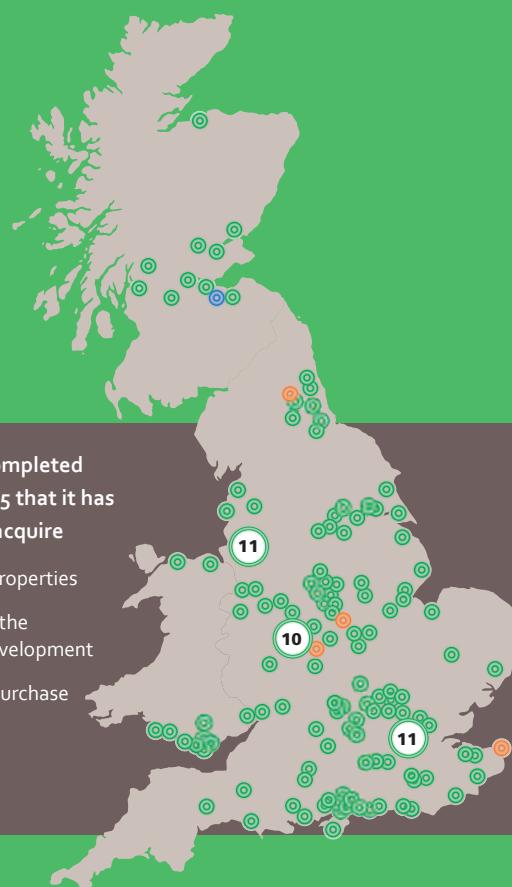 mpleted
5 that it has
acquire
roperties
the
velopment
urchase
11
10
11